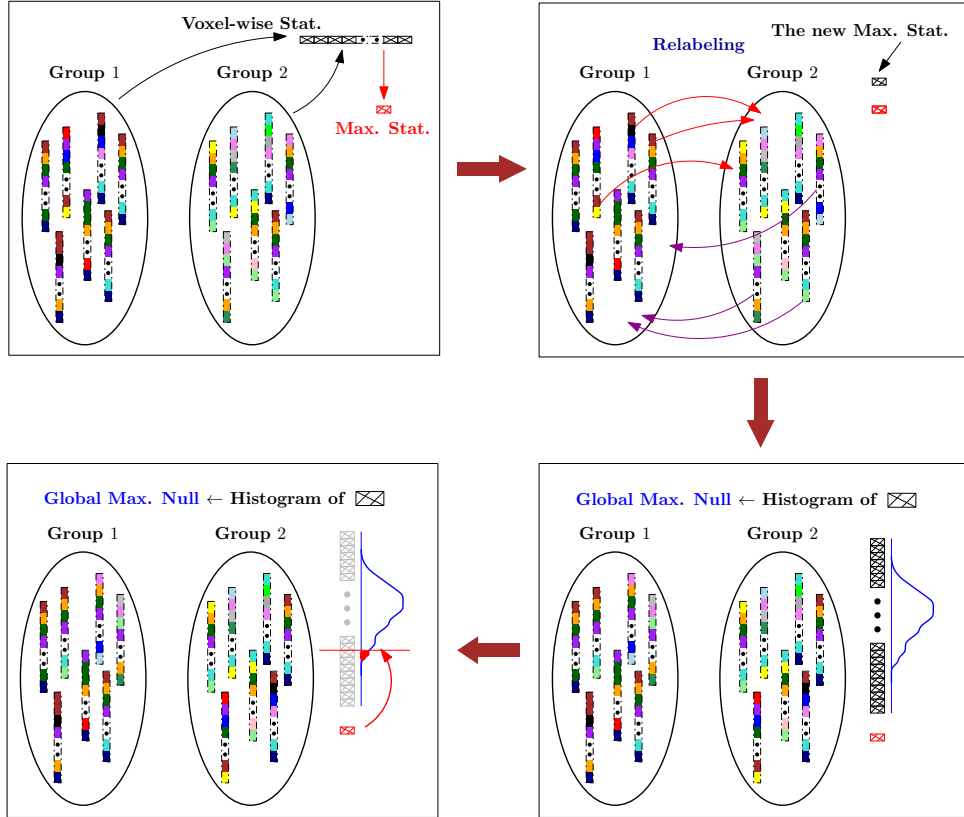 Voxel-wise Stat.
Group 1
Group 2
Max. Stat.
The new Max. Stat.
Relabeling
Group 1
Group 2
Global Max. Null ← Histogram of
Group 1
Group 2
Global Max. Null ← Histogram of
Group 1
Group 2